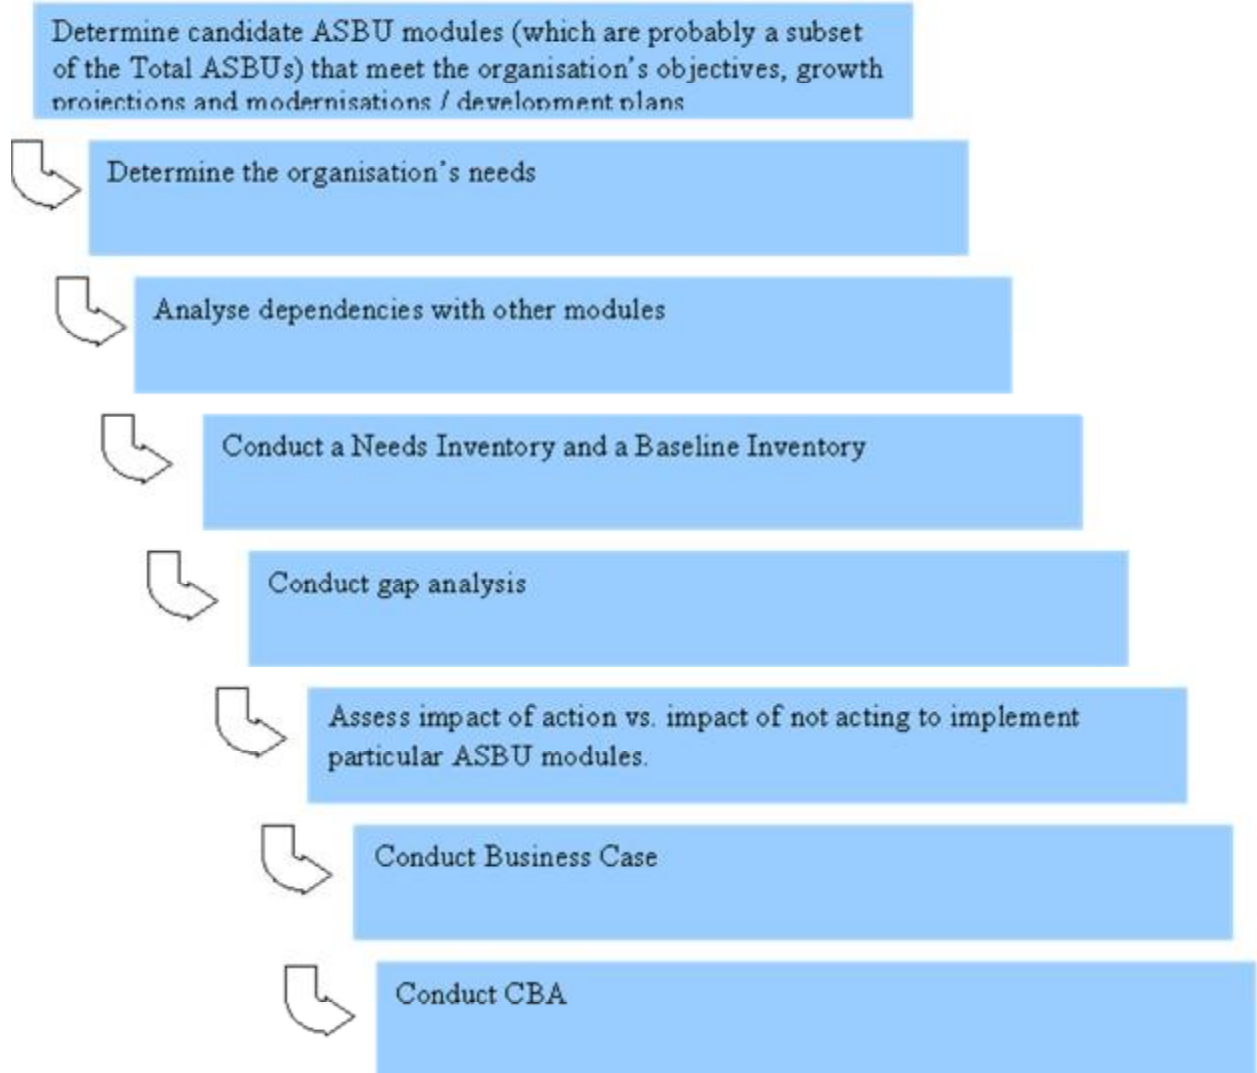 Determine candidate ASBU modules (which are probably a subset
of the Total ASBUs) that meet the organisation's objectives, growth
projections and modernisations / development plans
Determine the organisation's needs
Analyse dependencies with other modules
Conduct a Needs Inventory and a Baseline Inventory
Conduct gap analysis
Assess impact of action vs. impact of not acting to implement
particular ASBU modules.
Conduct Business Case
Conduct CBA